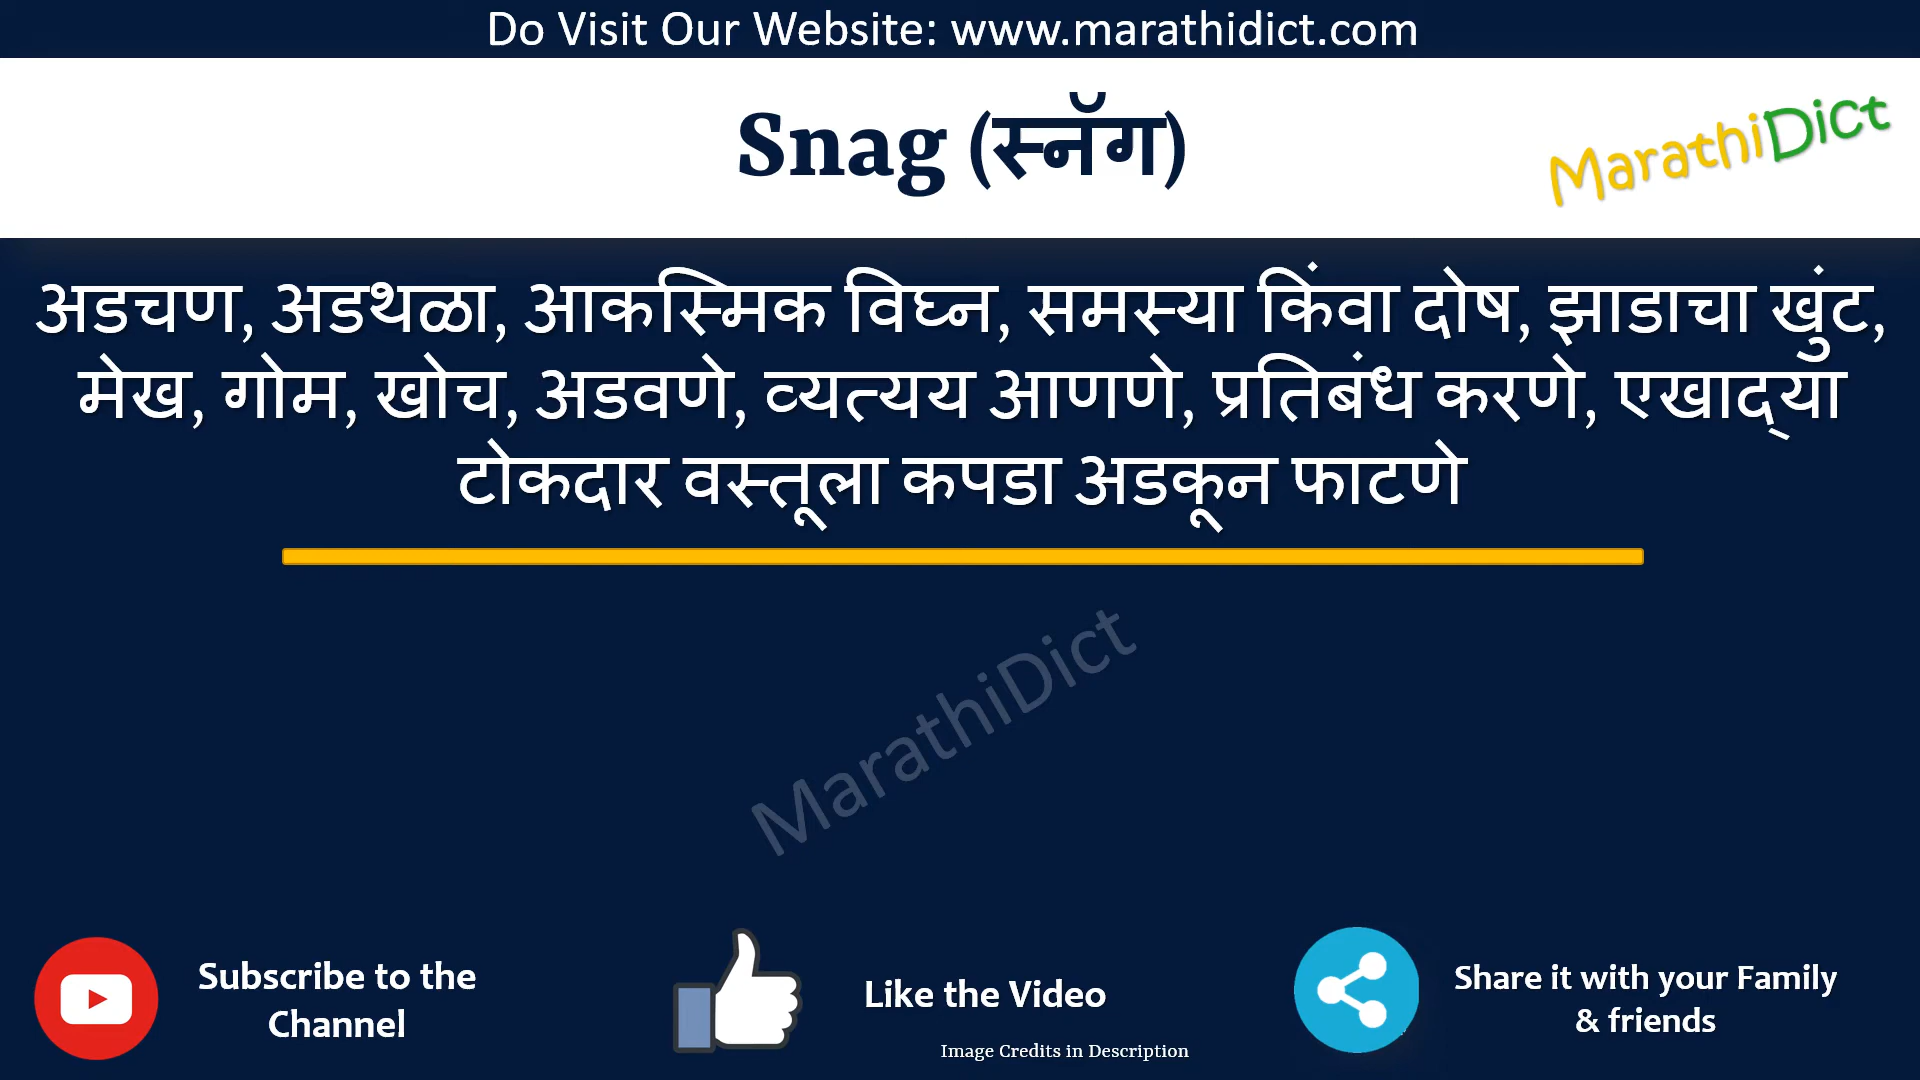 Do Visit Our Website: www.marathidict.com
Snag (स्नॅग)
MarathiDict
अडचण, अडथळा, आकस्मिक विघ्न, समस्या किंवा दोष, झाडाचा खुंट,
मेख, गोम, खोच, अडवणे, व्यत्यय आणणे, प्रतिबंध करणे, एखाद्‌या
टोकदार वस्तूला कपडा अडकून फाटणे
MarathiDict
Subscribe to the
Channel
Like the Video
Share it with your Family
& friends
Image Credits in Description